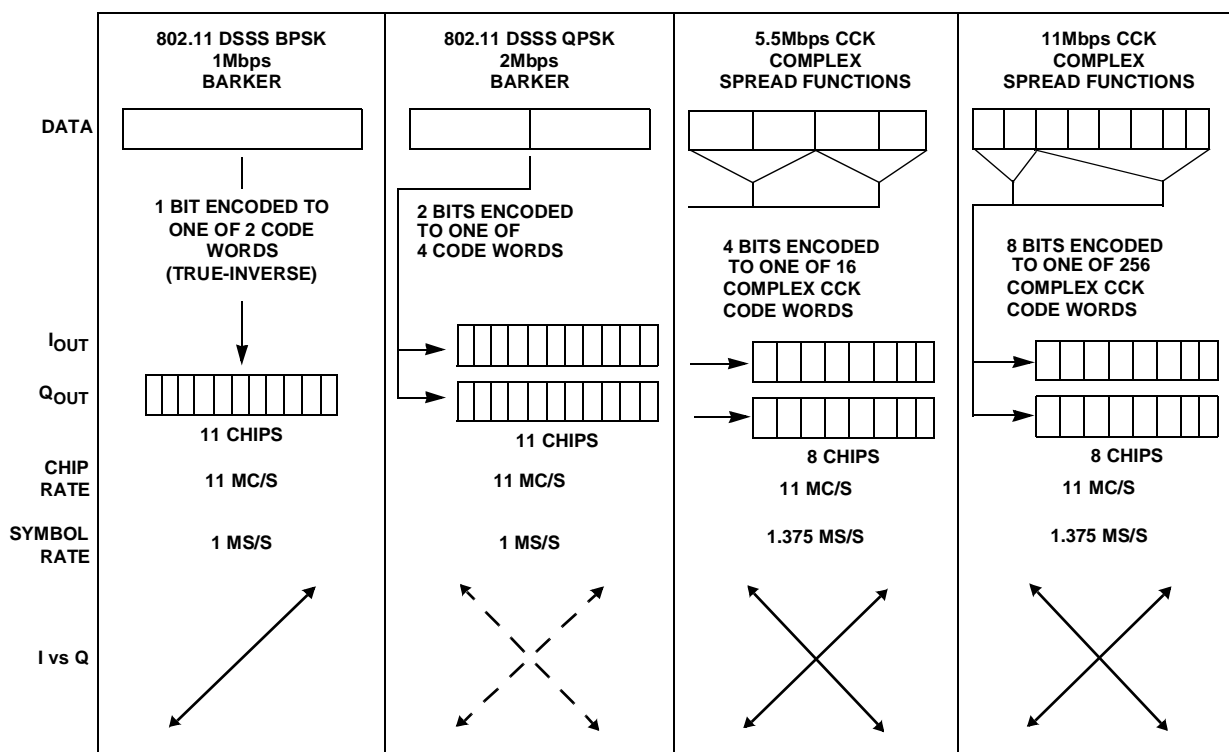 802.11 DSSS BPSK
1Mbps
BARKER
802.11 DSSS QPSK
2Mbps
BARKER
5.5Mbps CCK
COMPLEX
SPREAD FUNCTIONS
11Mbps CCK
COMPLEX
SPREAD FUNCTIONS
DATA
1 BIT ENCODED TO
ONE OF 2 CODE
WORDS
(TRUE-INVERSE)
2 BITS ENCODED
TO ONE OF
4 CODE WORDS
4 BITS ENCODED
TO ONE OF 16
COMPLEX CCK
CODE WORDS
8 BITS ENCODED
TO ONE OF 256
COMPLEX CCK
CODE WORDS
IOUT
QOUT
11 CHIPS
11 CHIPS
8 CHIPS
8 CHIPS
CHIP
RATE
11 MC/S
11 MC/S
11 MC/S
11 MC/S
SYMBOL
RATE
1 MS/S
1 MS/S
1.375 MS/S
1.375 MS/S
I vs Q